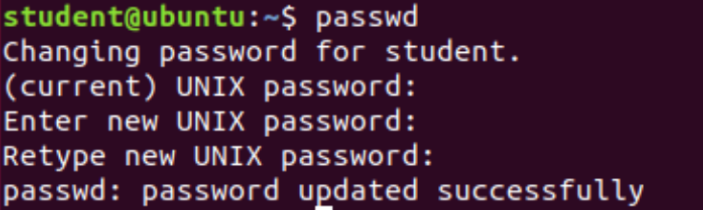 student@ubuntu:~$ passwd
Changing password for student.
(current) UNIX password:
Enter new UNIX password:
Retype new UNIX password:
passwd: password updated successfully